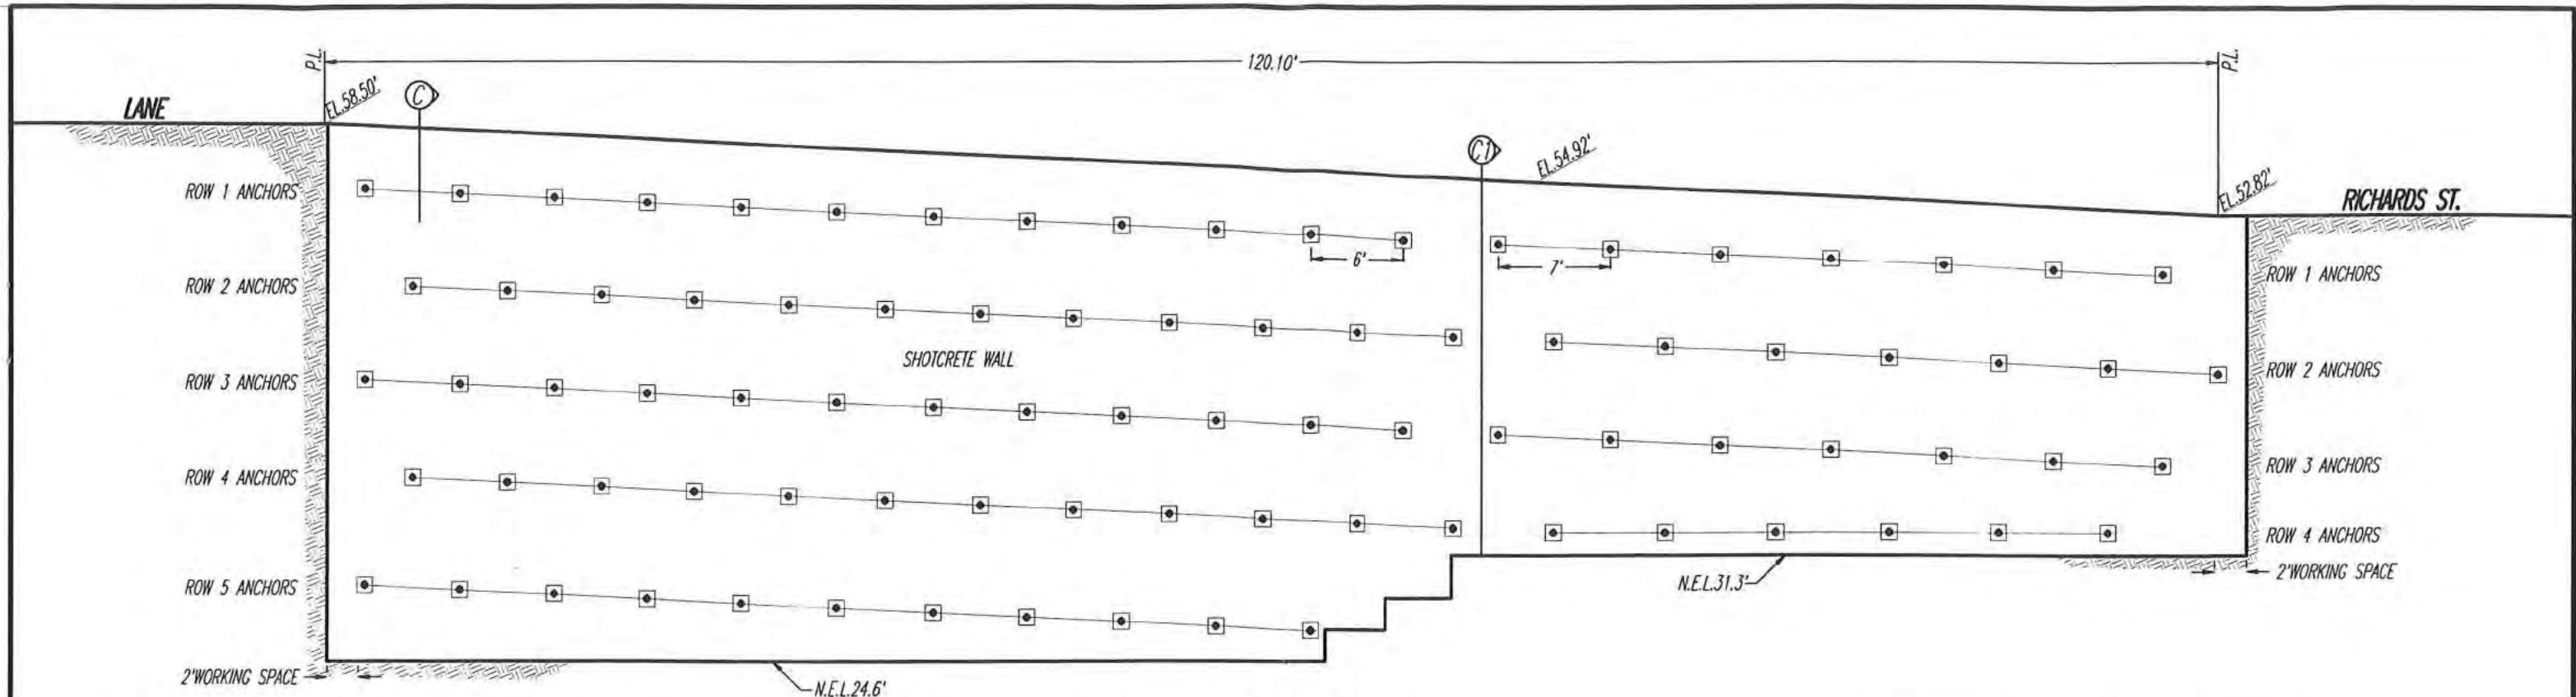 P.L.
120.10'
P.L.
LANE
EL.58.50'
C
C1
EL.54.92'
EL.52.82'
RICHARDS ST.
ROW 1 ANCHORS
6'
7'
ROW 1 ANCHORS
ROW 2 ANCHORS
SHOTCRETE WALL
ROW 2 ANCHORS
ROW 3 ANCHORS
ROW 3 ANCHORS
ROW 4 ANCHORS
ROW 4 ANCHORS
ROW 5 ANCHORS
N.E.L.31.3'
2'WORKING SPACE
2'WORKING SPACE
N.E.L.24.6'